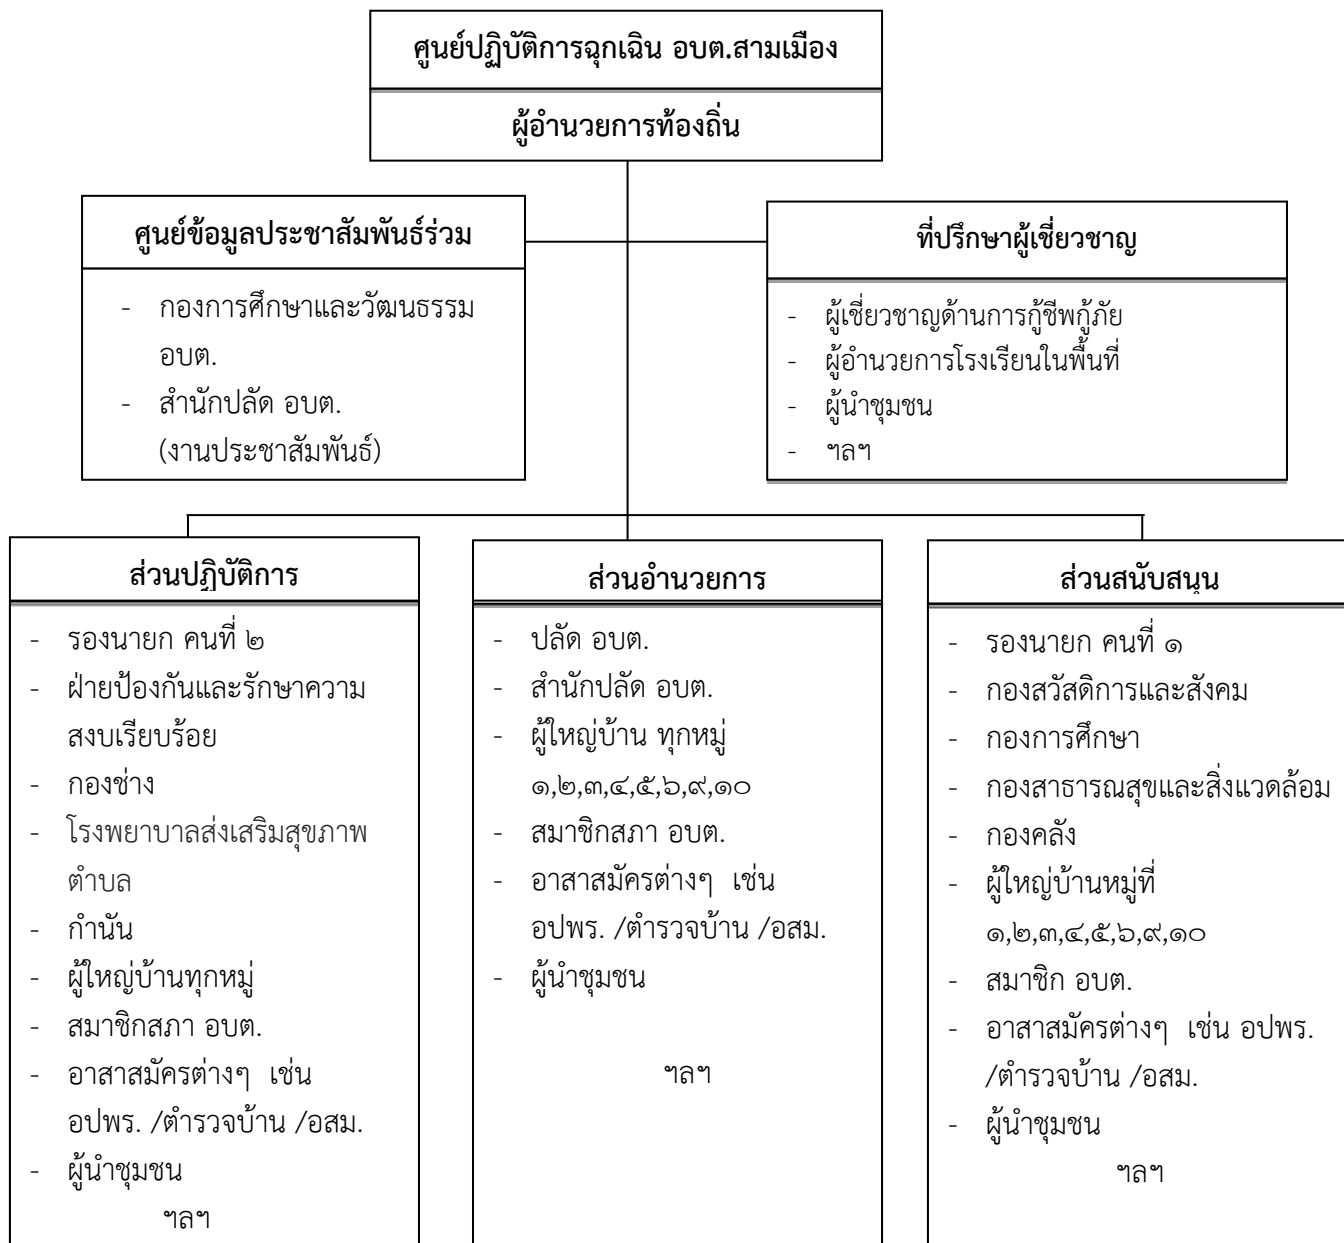 ศูนย์ปฏิบัติการฉุกเฉิน อบต.สามเมือง
ผู้อำนวยการท้องถิ่น
ศูนย์ข้อมูลประชาสัมพันธ์ร่วม
- กองการศึกษาและวัฒนธรรม
อบต.
- สำนักปลัด อบต.
(งานประชาสัมพันธ์)
ที่ปรึกษาผู้เชี่ยวชาญ
- ผู้เชี่ยวชาญด้านการกู้ชีพกู้ภัย
- ผู้อำนวยการโรงเรียนในพื้นที่
- ผู้นำชุมชน
- ฯลฯ
ส่วนปฏิบัติการ
- รองนายก คนที่ ๒
- ฝ่ายป้องกันและรักษาความ
สงบเรียบร้อย
- กองช่าง
- โรงพยาบาลส่งเสริมสุขภาพ
ตำบล
- กำนัน
- ผู้ใหญ่บ้านทุกหมู่
- สมาชิกสภา อบต.
- อาสาสมัครต่างๆ เช่น
อปพร. /ตำรวจบ้าน /อสม.
- ผู้นำชุมชน
ฯลฯ
ส่วนอำนวยการ
- ปลัด อบต.
- สำนักปลัด อบต.
- ผู้ใหญ่บ้าน ทุกหมู่
๑,๒,๓,๔,๕,๖,๙,๑๐
- สมาชิกสภา อบต.
- อาสาสมัครต่างๆ เช่น
อปพร. /ตำรวจบ้าน /อสม.
- ผู้นำชุมชน
ฯลฯ
ส่วนสนับสนุน
- รองนายก คนที่ ๑
- กองสวัสดิการและสังคม
- กองการศึกษา
- กองสาธารณสุขและสิ่งแวดล้อม
- กองคลัง
- ผู้ใหญ่บ้านหมู่ที่
๑,๒,๓,๔,๕,๖,๙,๑๐
- สมาชิก อบต.
- อาสาสมัครต่างๆ เช่น อปพร.
/ตำรวจบ้าน /อสม.
- ผู้นำชุมชน
ฯลฯ